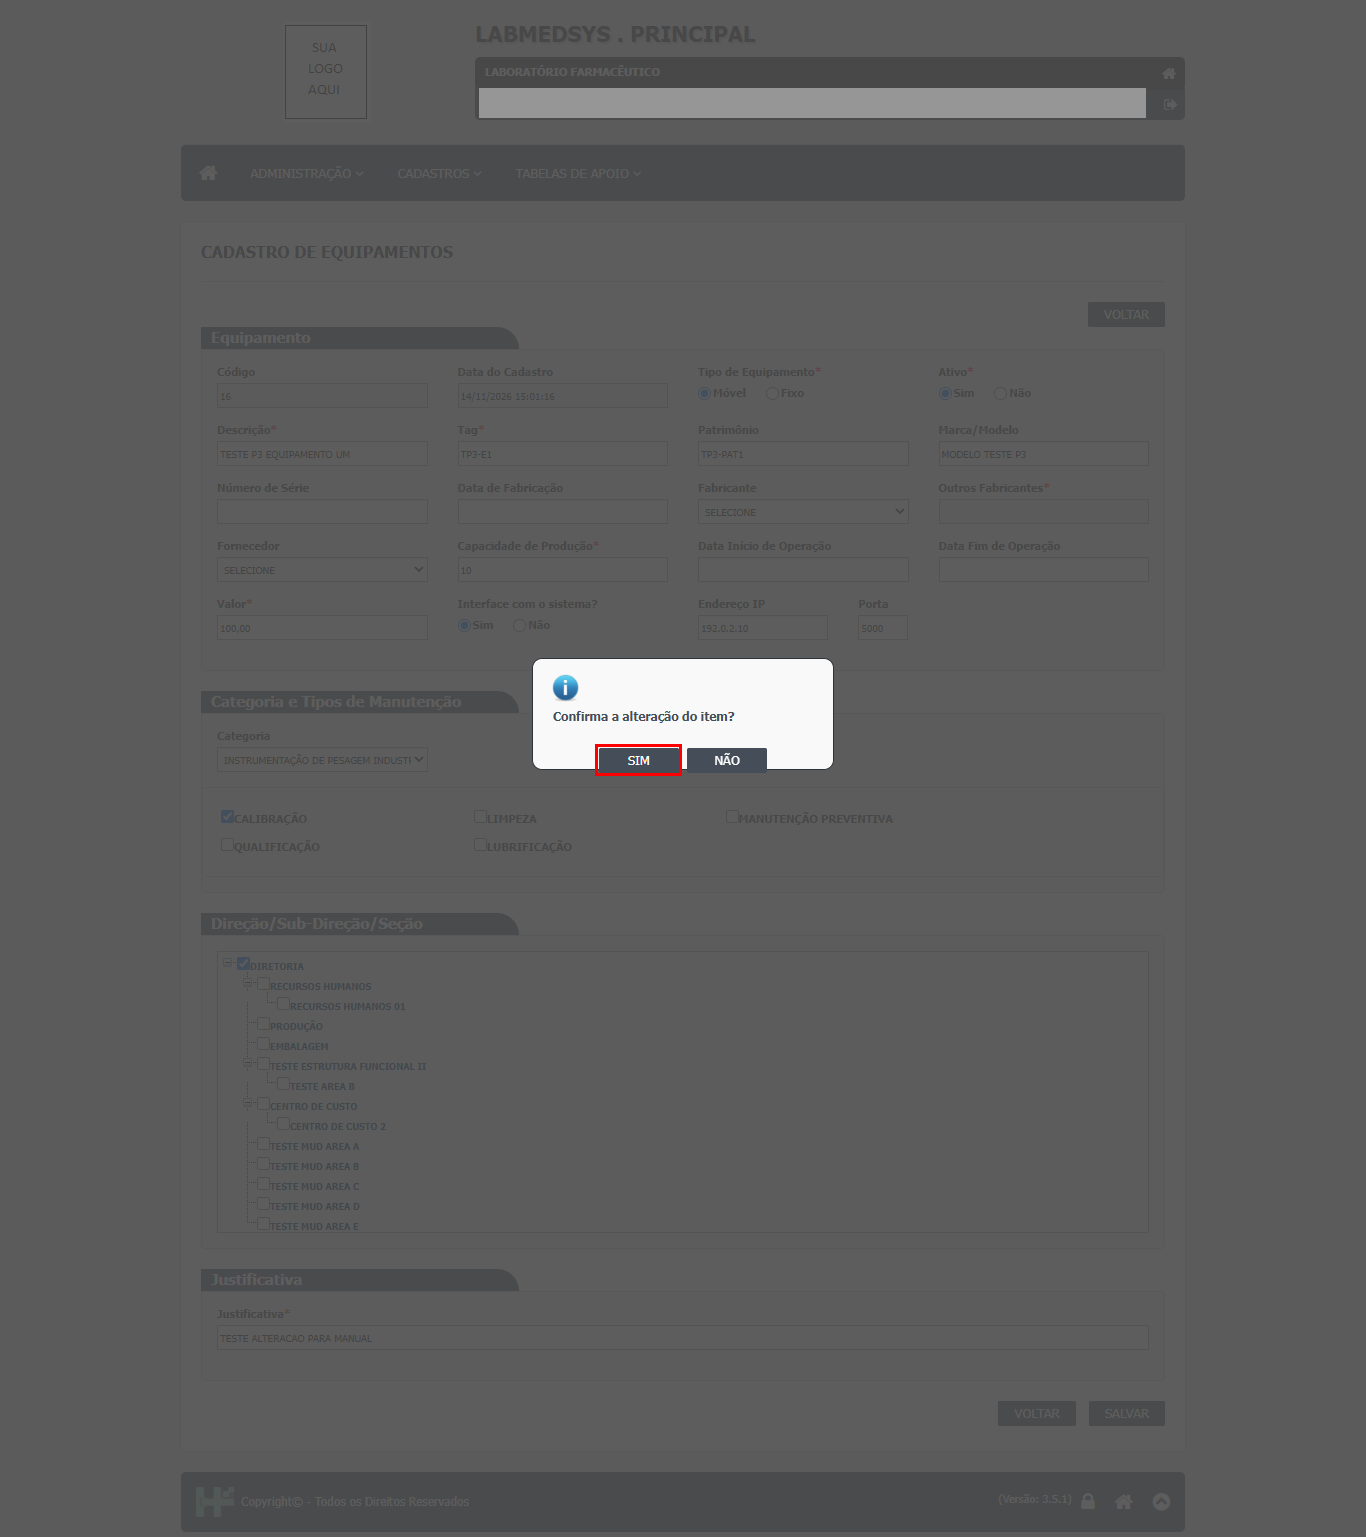 SUA
LOGO
AQUI
LABMEDSYS . PRINCIPAL
LABORATÓRIO FARMACÊUTICO
ADMINISTRAÇÃO CADASTROS TABELAS DE APOIO
CADASTRO DE EQUIPAMENTOS
VOLTAR
Equipamento
Código Data do Cadastro Tipo de Equipamento* Ativo*
16 14/11/2026 15:01:16 Móvel Fixo Sim Não
Descrição* Tag* Patrimônio Marca/Modelo
TESTE P3 EQUIPAMENTO UM TP3-E1 TP3-PAT1 MODELO TESTE P3
Número de Série Data de Fabricação Fabricante Outros Fabricantes*
SELECIONE
Fornecedor Capacidade de Produção* Data Início de Operação Data Fim de Operação
SELECIONE 10
Valor* Interface com o sistema? Endereço IP Porta
100,00 Sim Não 192.0.2.10 5000
Confirma a alteração do item?
SIM NÃO
Categoria e Tipos de Manutenção
Categoria
INSTRUMENTAÇÃO DE PESAGEM INDUSTI
CALIBRAÇÃO LIMPEZA MANUTENÇÃO PREVENTIVA
QUALIFICAÇÃO LUBRIFICAÇÃO
Direção/Sub-Direção/Seção
DIRETORIA
RECURSOS HUMANOS
RECURSOS HUMANOS 01
PRODUÇÃO
EMBALAGEM
TESTE ESTRUTURA FUNCIONAL II
TESTE AREA B
CENTRO DE CUSTO
CENTRO DE CUSTO 2
TESTE MUD AREA A
TESTE MUD AREA B
TESTE MUD AREA C
TESTE MUD AREA D
TESTE MUD AREA E
Justificativa
Justificativa*
TESTE ALTERACAO PARA MANUAL
VOLTAR SALVAR
Copyright© - Todos os Direitos Reservados (Versão: 3.5.1)